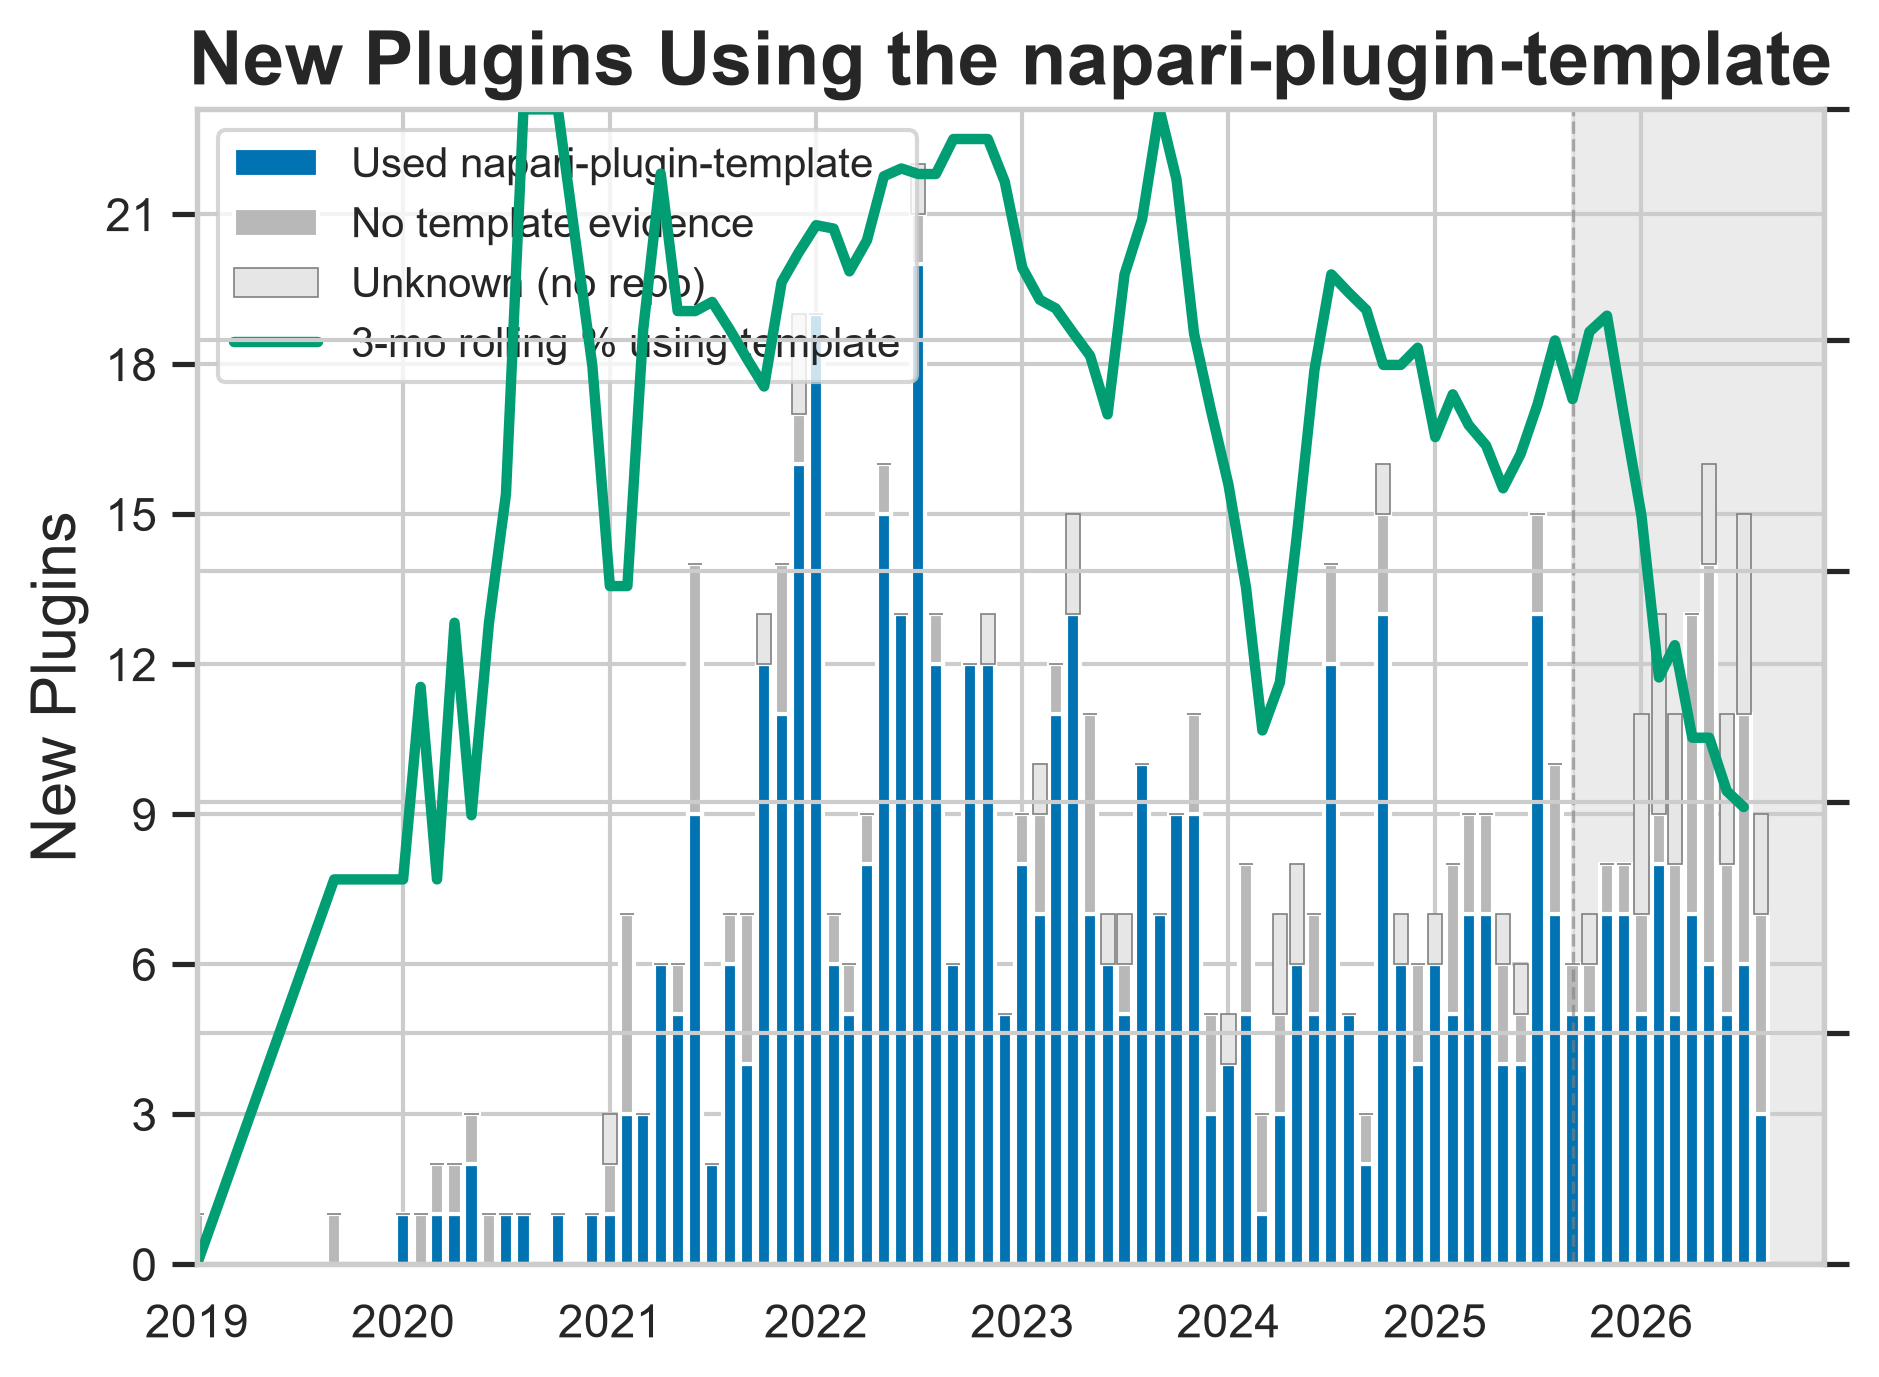 New Plugins Using the napari-plugin-template
Used napari-plugin-template
No template evidence
Unknown (no repo)
3-mo rolling % using template
New Plugins
21
18
15
12
9
6
3
0
2019 2020 2021 2022 2023 2024 2025 2026